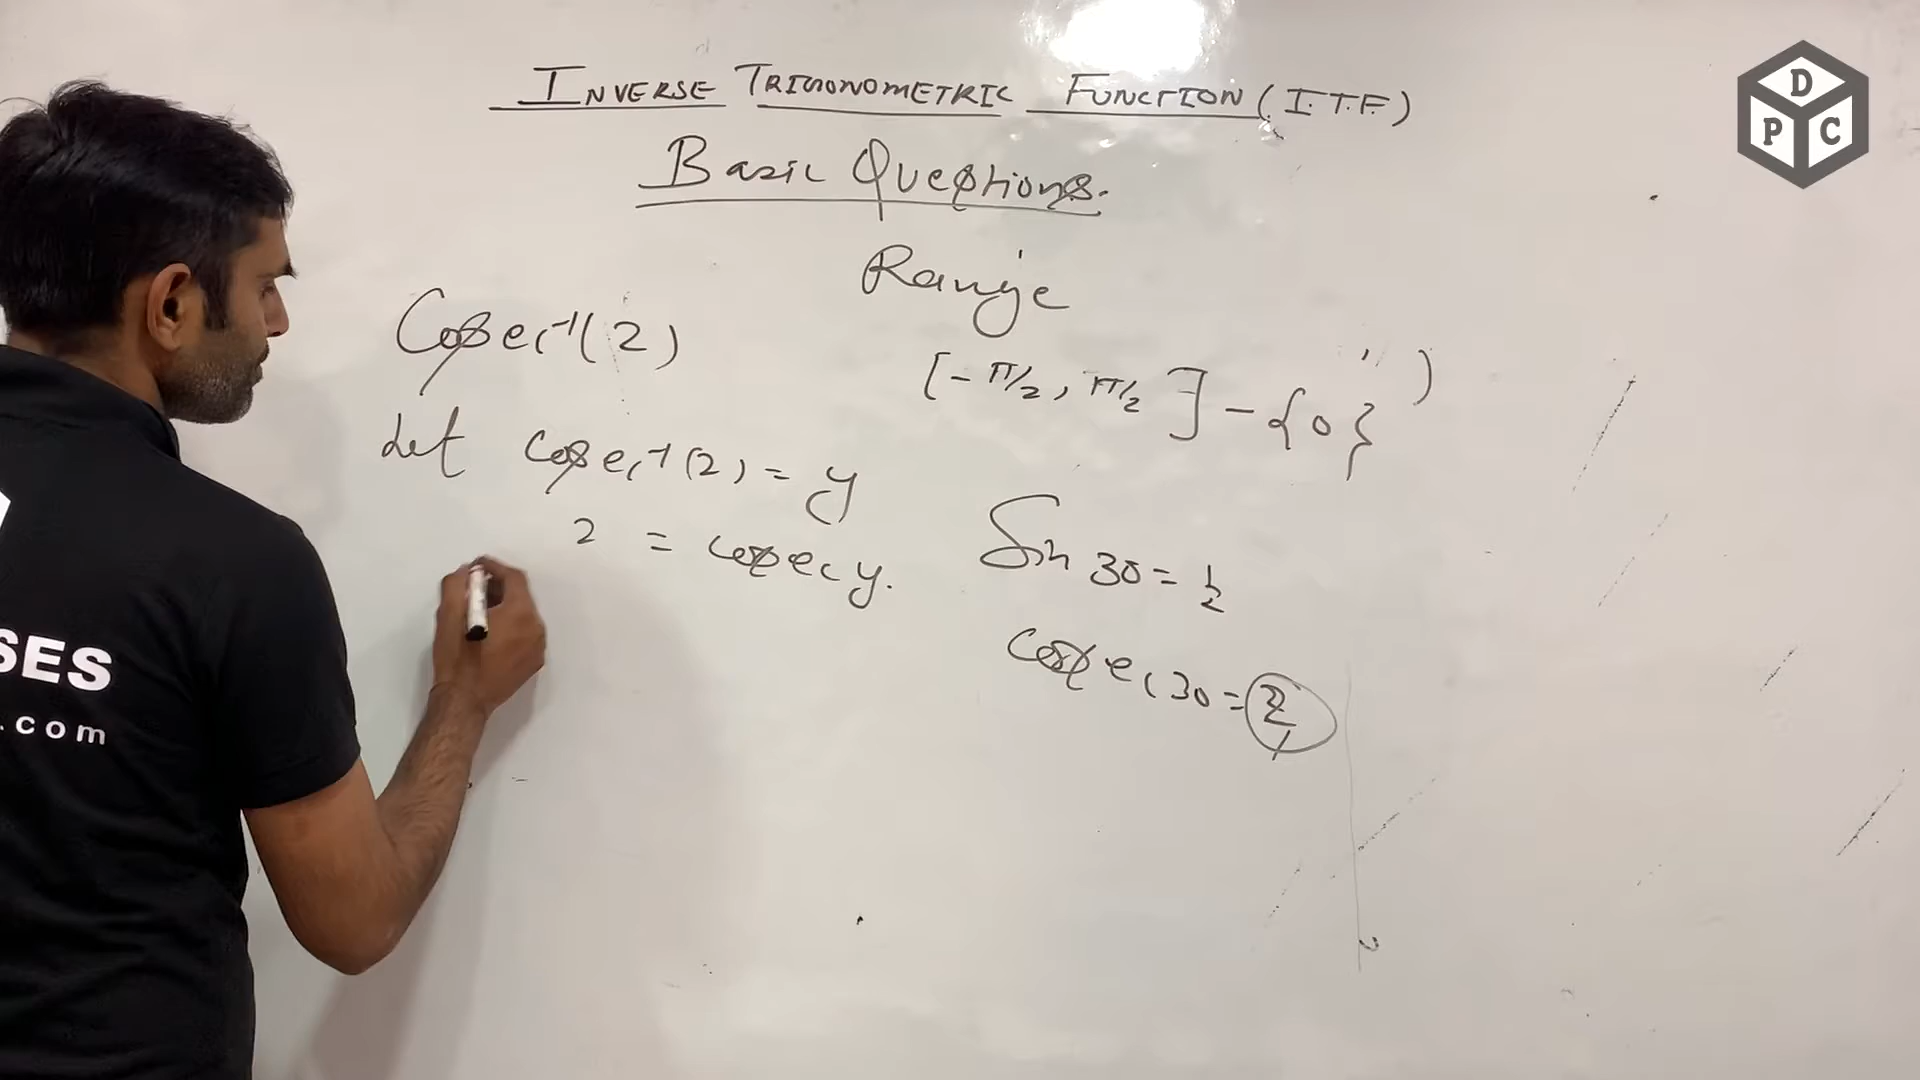 INVERSE TRIGONOMETRIC FUNCTION (I.T.F)
Basic Questions.
Range
Cosec⁻¹(2)
[-π/2, π/2] - {0}
Let cosec⁻¹(2) = y
2 = cosec y.
Sin 30 = 1/2
cosec 30 = 2/1
D
P C
SES
.com